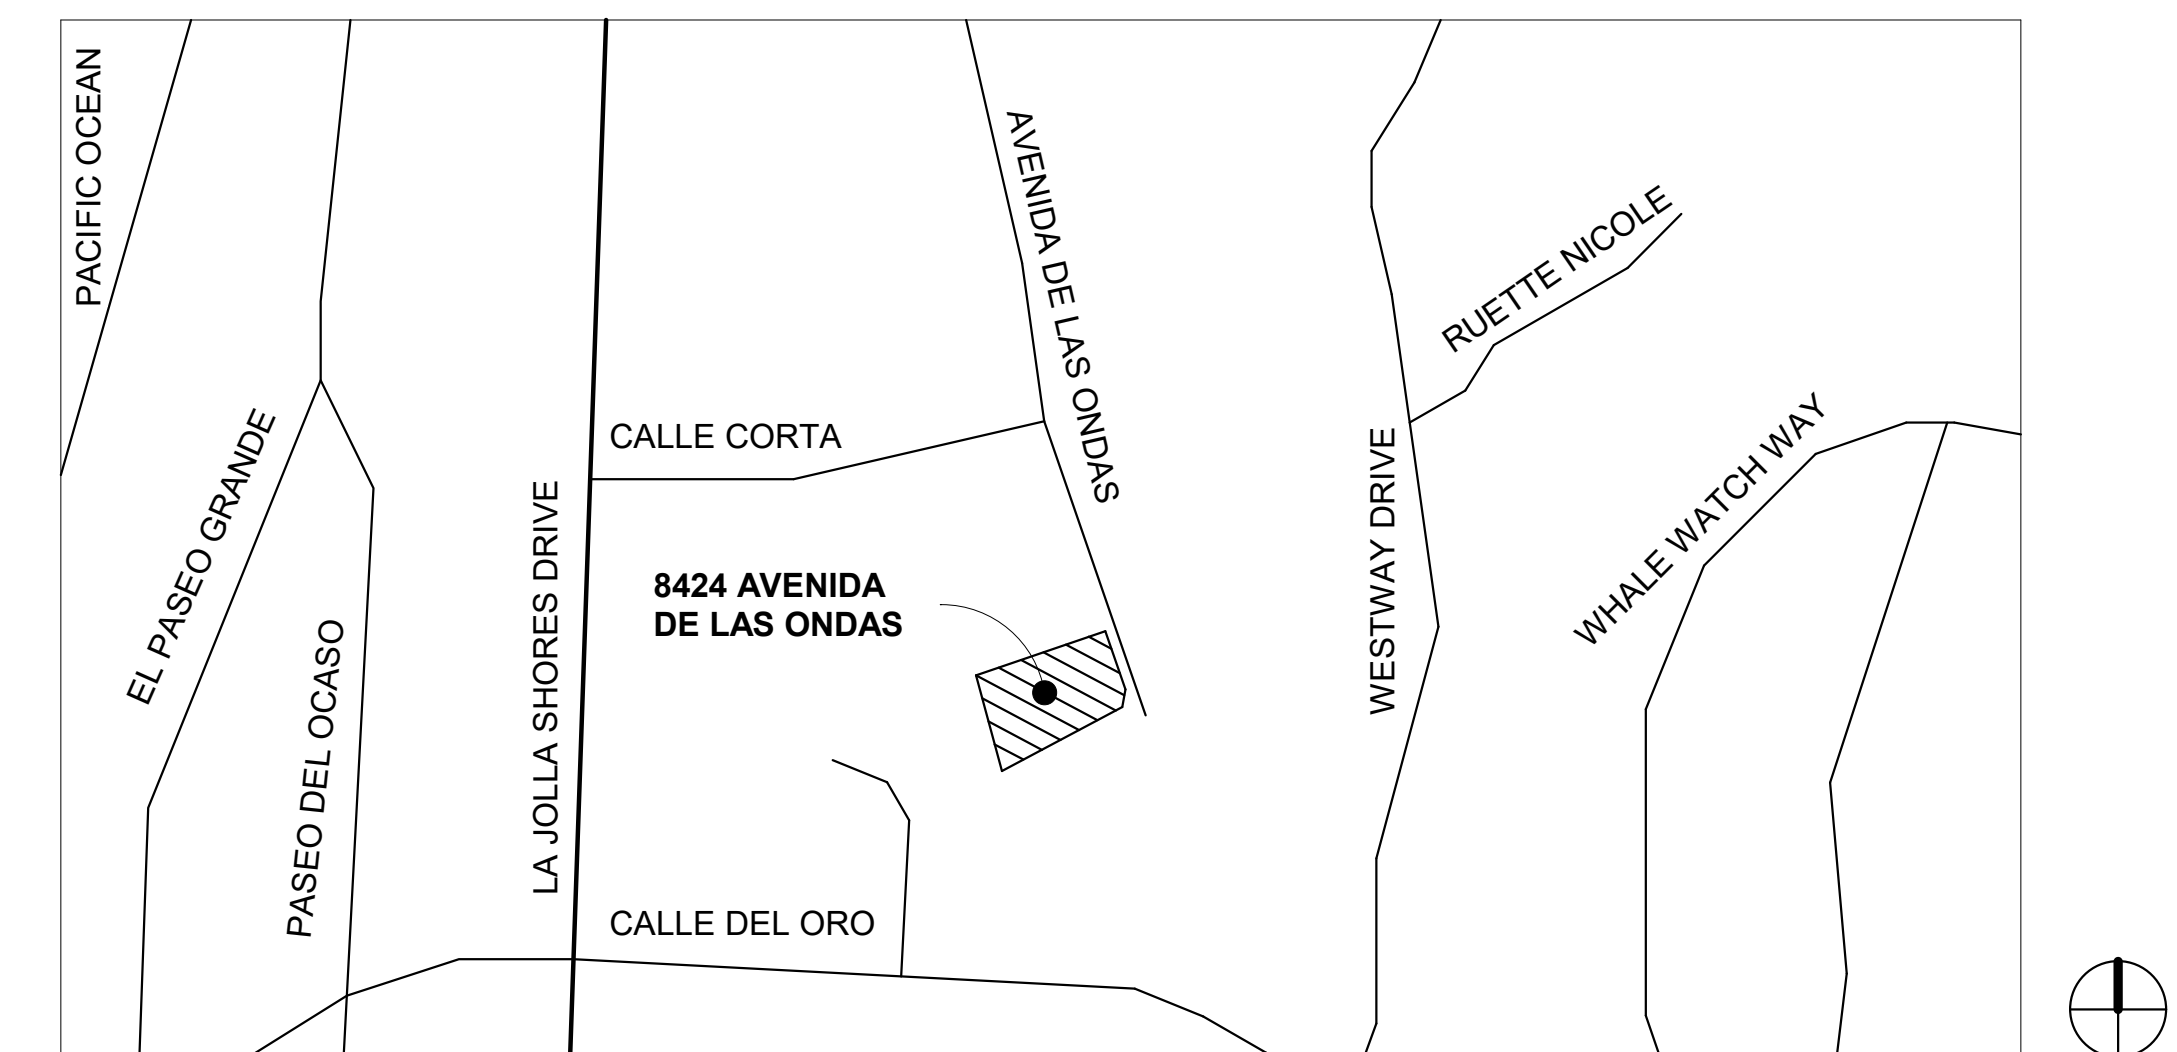 PACIFIC OCEAN
AVENIDA DE LAS ONDAS
RUETTE NICOLE
CALLE CORTA
EL PASEO GRANDE
WHALE WATCH WAY
WESTWAY DRIVE
LA JOLLA SHORES DRIVE
8424 AVENIDA
DE LAS ONDAS
PASEO DEL OCASO
CALLE DEL ORO